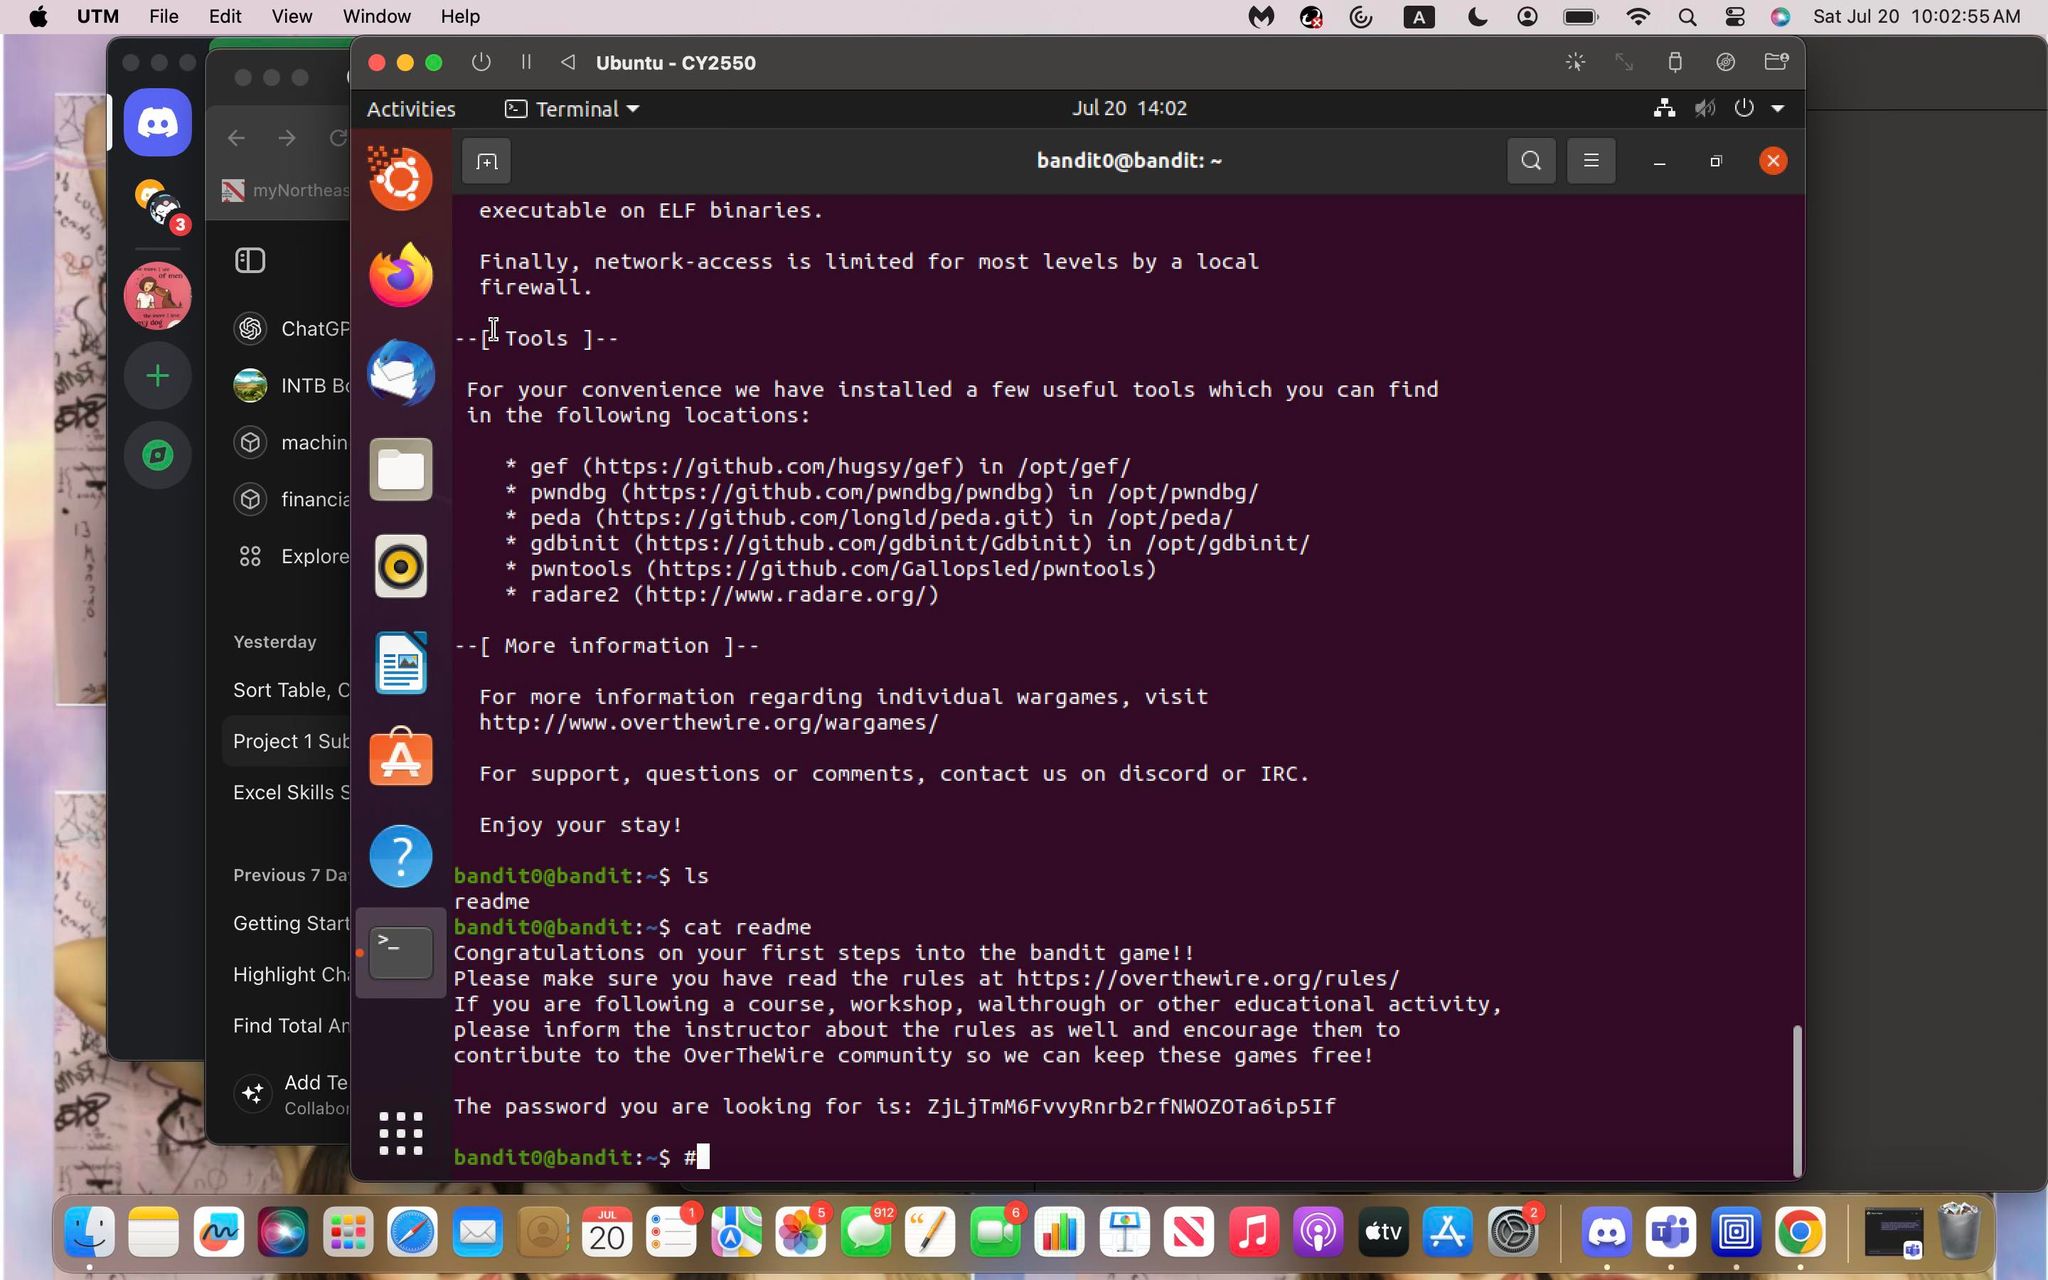 UTM File Edit View Window Help
A
Sat Jul 20 10:02:55 AM
Ubuntu - CY2550
Activities Terminal
Jul 20 14:02
bandit0@bandit: ~
3
myNortheas
ChatGP
INTB Bo
machin
financia
Explore
Yesterday
Sort Table, C
Project 1 Sub
Excel Skills S
Previous 7 Da
Getting Start
Highlight Cha
Find Total An
Add Te
Collabor
executable on ELF binaries.
Finally, network-access is limited for most levels by a local
firewall.
--[ Tools ]--
For your convenience we have installed a few useful tools which you can find
in the following locations:
* gef (https://github.com/hugsy/gef) in /opt/gef/
* pwndbg (https://github.com/pwndbg/pwndbg) in /opt/pwndbg/
* peda (https://github.com/longld/peda.git) in /opt/peda/
* gdbinit (https://github.com/gdbinit/Gdbinit) in /opt/gdbinit/
* pwntools (https://github.com/Gallopsled/pwntools)
* radare2 (http://www.radare.org/)
--[ More information ]--
For more information regarding individual wargames, visit
http://www.overthewire.org/wargames/
For support, questions or comments, contact us on discord or IRC.
Enjoy your stay!
bandit0@bandit:~$ ls
readme
bandit0@bandit:~$ cat readme
Congratulations on your first steps into the bandit game!!
Please make sure you have read the rules at https://overthewire.org/rules/
If you are following a course, workshop, walthrough or other educational activity,
please inform the instructor about the rules as well and encourage them to
contribute to the OverTheWire community so we can keep these games free!
The password you are looking for is: ZjLjTmM6FvvyRnrb2rfNWOZOTa6ip5If
bandit0@bandit:~$ #
JUL
20
1
5
912
6
tv
2